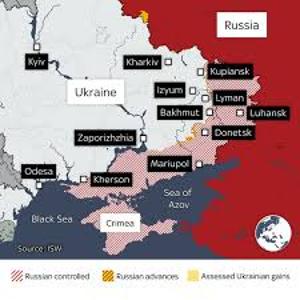 Russia
Kyiv
Kharkiv
Kupiansk
Ukraine
Izyum
Lyman
Bakhmut
Luhansk
Zaporizhzhia
Donetsk
Mariupol
Odesa
Kherson
Sea of
Azov
Black Sea
Crimea
Source: ISW
Russian controlled
Russian advances
Assessed Ukrainian gains